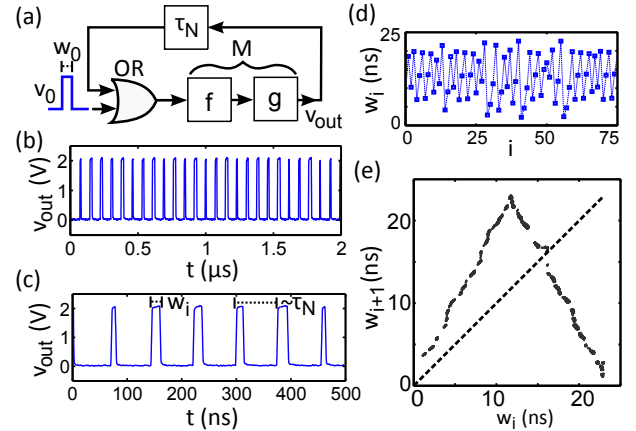 (a)
τN
w0
M
OR
v0
f
g
vout
(b)
vout (V)
2
1
0
0
0.5
1
1.5
2
t (μs)
(c)
vout (V)
2
1
0
wi
~τN
0
100
200
300
400
500
t (ns)
(d)
wi (ns)
25
0
0
25
50
75
i
(e)
wi+1 (ns)
20
10
0
0
10
20
wi (ns)